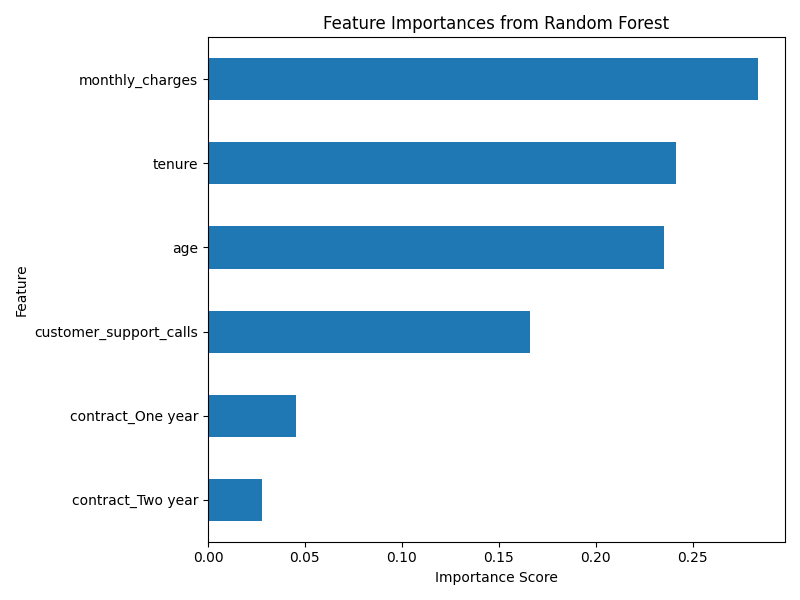 Feature Importances from Random Forest
monthly_charges
tenure
age
customer_support_calls
contract_One year
contract_Two year
Feature
0.00 0.05 0.10 0.15 0.20 0.25
Importance Score